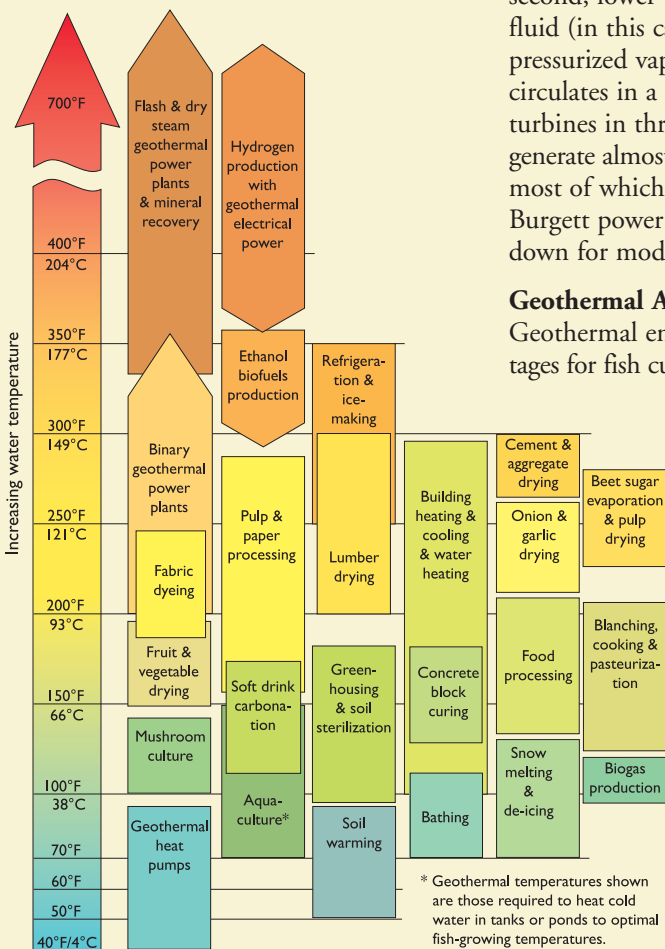 second, lower
fluid (in this ca
pressurized vap
circulates in a
turbines in thr
generate almost
most of which
Burgett power
down for mod
Geothermal A
Geothermal en
tages for fish cu
Increasing water temperature
700°F
400°F
204°C
350°F
177°C
300°F
149°C
250°F
121°C
200°F
93°C
150°F
66°C
100°F
38°C
70°F
60°F
50°F
40°F/4°C
Flash & dry
steam
geothermal
power
plants
& mineral
recovery
Binary
geothermal
power
plants
Fabric
dyeing
Fruit &
vegetable
drying
Mushroom
culture
Geothermal
heat
pumps
Hydrogen
production
with
geothermal
electrical
power
Ethanol
biofuels
production
Pulp &
paper
processing
Soft drink
carbona-
tion
Aqua-
culture*
Refrigera-
tion &
ice-
making
Lumber
drying
Green-
housing
& soil
sterilization
Soil
warming
Building
heating &
cooling
& water
heating
Concrete
block
curing
Bathing
Cement &
aggregate
drying
Onion &
garlic
drying
Food
processing
Snow
melting
&
de-icing
Beet sugar
evaporation
& pulp
drying
Blanching,
cooking &
pasteuriza-
tion
Biogas
production
* Geothermal temperatures shown
are those required to heat cold
water in tanks or ponds to optimal
fish-growing temperatures.